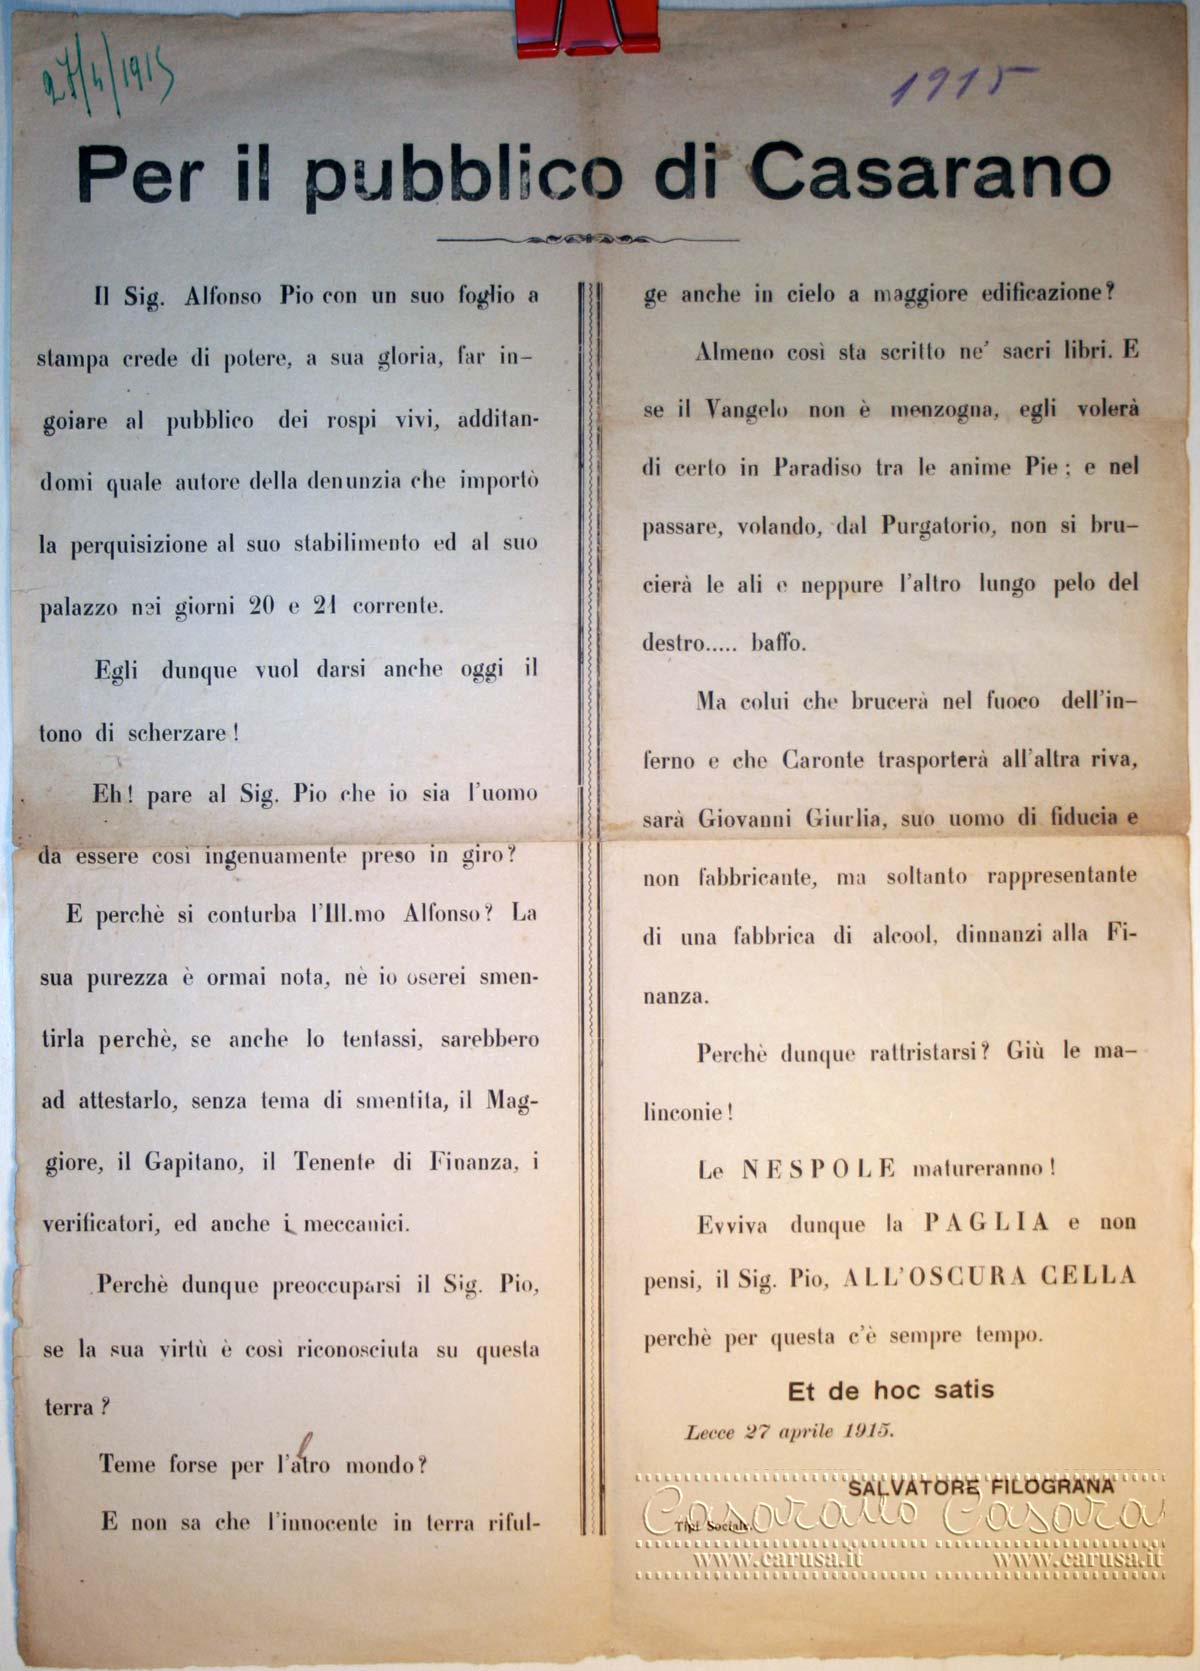 27/4/1915
1915
Per il pubblico di Casarano
Il Sig. Alfonso Pio con un suo foglio a
stampa crede di potere, a sua gloria, far in–
goiare al pubblico dei rospi vivi, additan-
domi quale autore della denunzia che importò
la perquisizione al suo stabilimento ed al suo
palazzo nei giorni 20 e 21 corrente.
Egli dunque vuol darsi anche oggi il
tono di scherzare!
Eh! pare al Sig. Pio che io sia l'uomo
da essere così ingenuamente preso in giro?
E perchè si conturba l'Ill.mo Alfonso? La
sua purezza è ormai nota, nè io oserei smen-
tirla perchè, se anche lo tentassi, sarebbero
ad attestarlo, senza tema di smentita, il Mag-
giore, il Gapitano, il Tenente di Finanza, i
verificatori, ed anche i meccanici.
Perchè dunque preoccuparsi il Sig. Pio,
se la sua virtù è così riconosciuta su questa
terra?
Teme forse per l'altro mondo?
E non sa che l'innocente in terra riful-
ge anche in cielo a maggiore edificazione?
Almeno così sta scritto ne' sacri libri. E
se il Vangelo non è menzogna, egli volerà
di certo in Paradiso tra le anime Pie; e nel
passare, volando, dal Purgatorio, non si bru–
cierà le ali e neppure l'altro lungo pelo del
destro..... baffo.
Ma colui che brucerà nel fuoco dell'in–
ferno e che Caronte trasporterà all'altra riva,
sarà Giovanni Giurlia, suo uomo di fiducia e
non fabbricante, ma soltanto rappresentante
di una fabbrica di alcool, dinnanzi alla Fi-
nanza.
Perchè dunque rattristarsi? Giù le ma–
linconie!
Le NESPOLE matureranno!
Evviva dunque la PAGLIA e non
pensi, il Sig. Pio, ALL'OSCURA CELLA
perchè per questa c'è sempre tempo.
Et de hoc satis
Lecce 27 aprile 1915.
SALVATORE FILOGRANA
Tipi Sociale.
www.carusa.it www.carusa.it